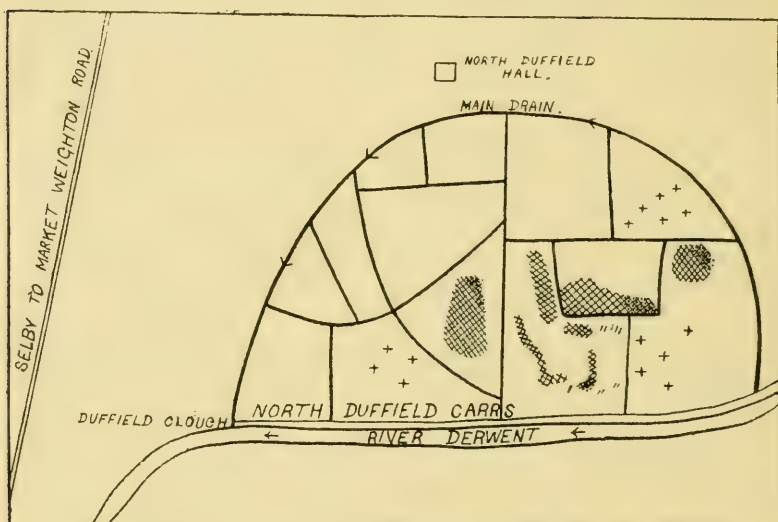 NORTH DUFFIELD
HALL.
MAIN DRAIN.
SELBY TO MARKET WEIGHTON ROAD.
DUFFIELD CLOUGH
NORTH DUFFIELD CARRS
RIVER DERWENT